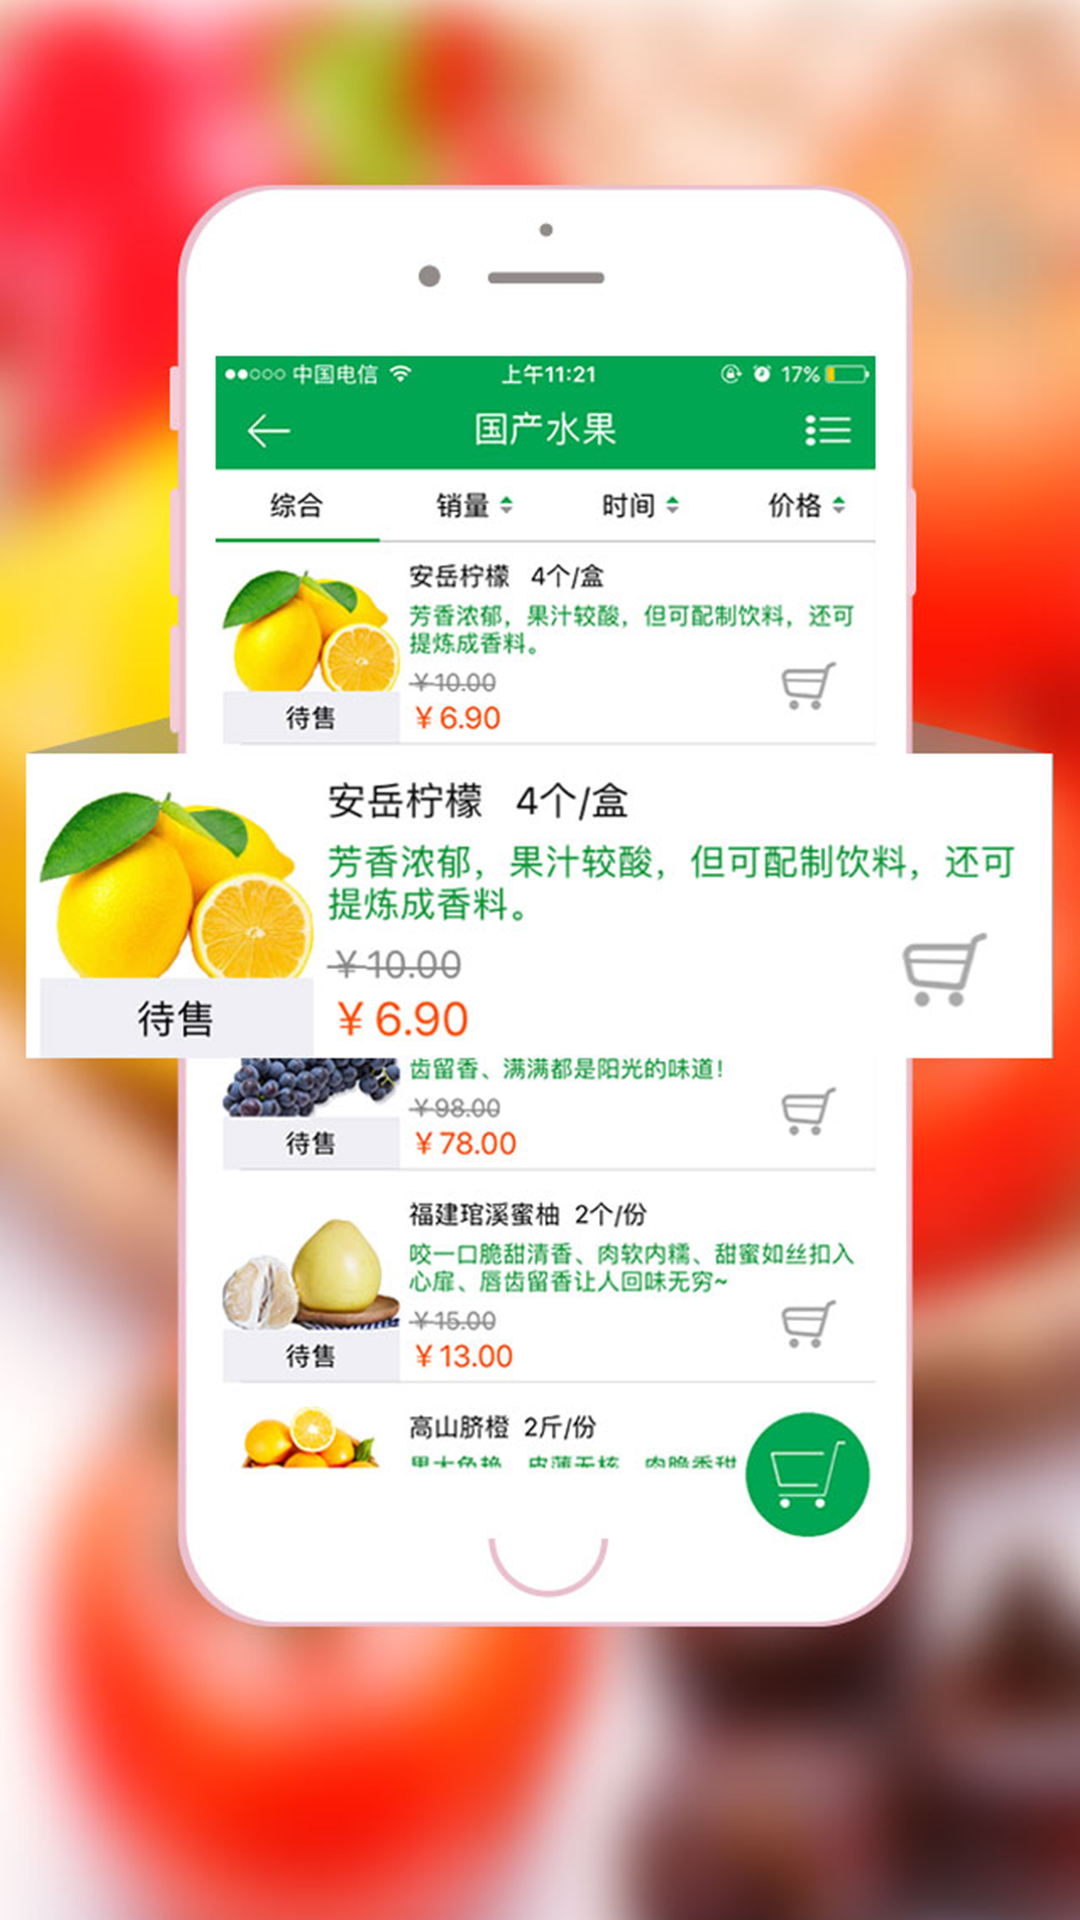 中国电信 上午11:21 17%
国产水果
综合 销量 时间 价格
安岳柠檬 4个/盒
芳香浓郁，果汁较酸，但可配制饮料，还可
提炼成香料。
￥10.00
待售 ￥6.90
安岳柠檬 4个/盒
芳香浓郁，果汁较酸，但可配制饮料，还可
提炼成香料。
￥10.00
待售 ￥6.90
齿留香、满满都是阳光的味道！
￥98.00
待售 ￥78.00
福建琯溪蜜柚 2个/份
咬一口脆甜清香、肉软内糯、甜蜜如丝扣入
心扉、唇齿留香让人回味无穷~
￥15.00
待售 ￥13.00
高山脐橙 2斤/份